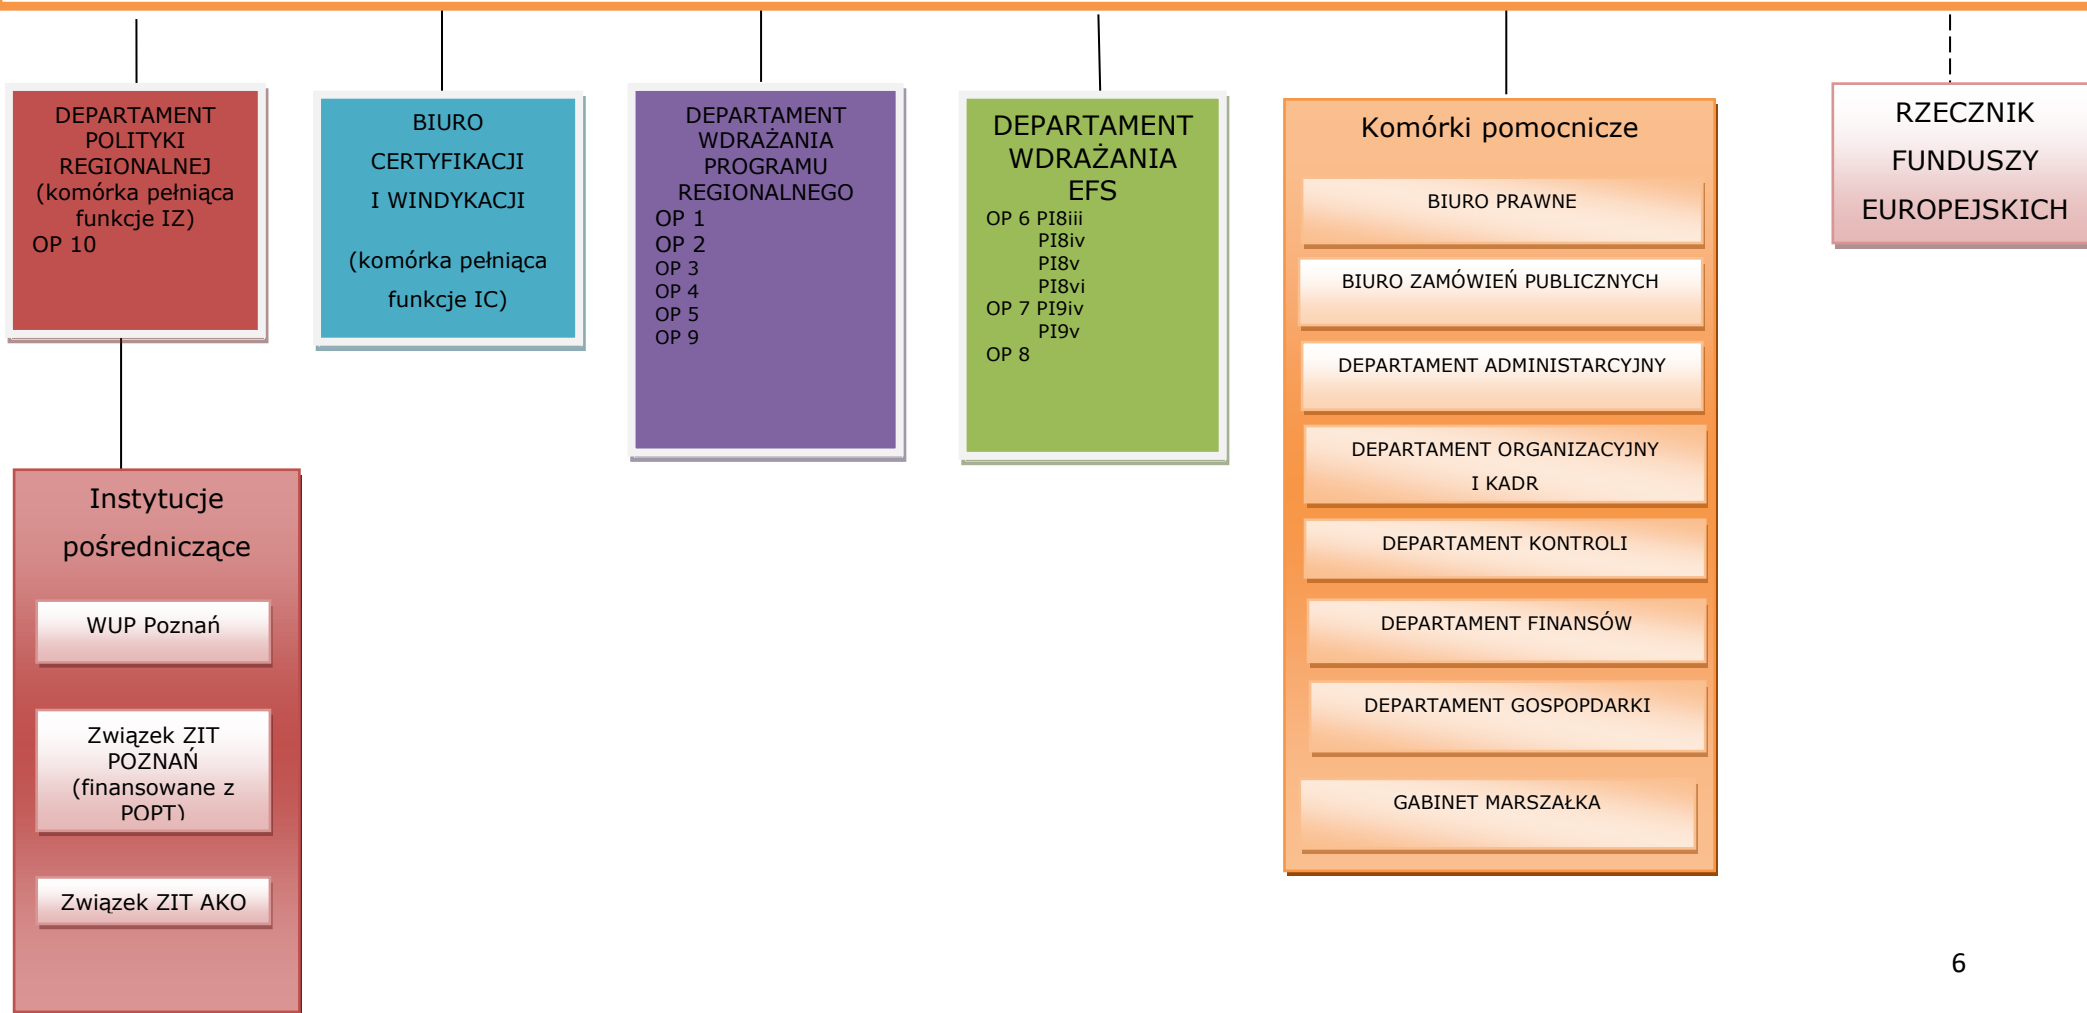 DEPARTAMENT
POLITYKI
REGIONALNEJ
(komórka pełniąca
funkcje IZ)
OP 10
BIURO
CERTYFIKACJI
I WINDYKACJI
(komórka pełniąca
funkcje IC)
DEPARTAMENT
WDRAŻANIA
PROGRAMU
REGIONALNEGO
OP 1
OP 2
OP 3
OP 4
OP 5
OP 9
DEPARTAMENT
WDRAŻANIA
EFS
OP 6 PI8iii
PI8iv
PI8v
PI8vi
OP 7 PI9iv
PI9v
OP 8
Komórki pomocnicze
BIURO PRAWNE
BIURO ZAMÓWIEŃ PUBLICZNYCH
DEPARTAMENT ADMINISTARCYJNY
DEPARTAMENT ORGANIZACYJNY
I KADR
DEPARTAMENT KONTROLI
DEPARTAMENT FINANSÓW
DEPARTAMENT GOSPOPDARKI
GABINET MARSZAŁKA
RZECZNIK
FUNDUSZY
EUROPEJSKICH
Instytucje
pośredniczące
WUP Poznań
Związek ZIT
POZNAŃ
(finansowane z
POPT)
Związek ZIT AKO
6